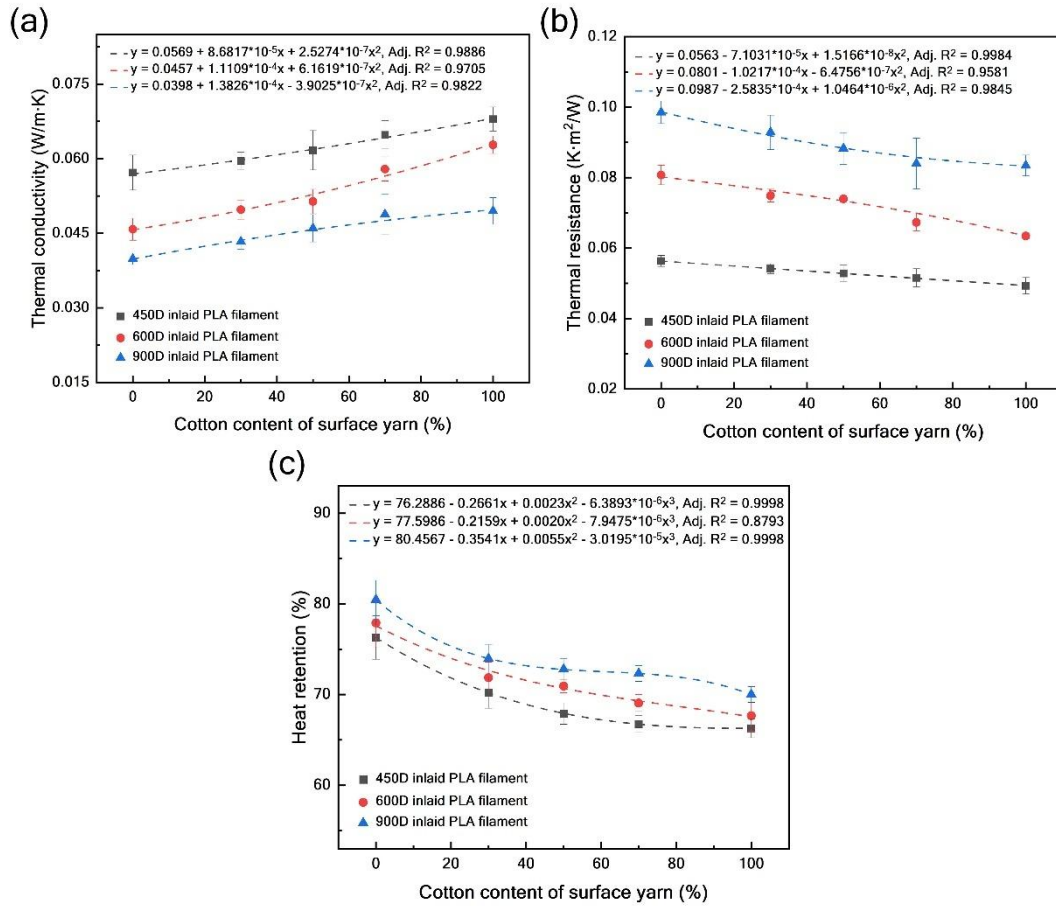 (a)
y = 0.0569 + 8.6817*10⁻⁵x + 2.5274*10⁻⁷x², Adj. R² = 0.9886
y = 0.0457 + 1.1109*10⁻⁴x + 6.1619*10⁻⁷x², Adj. R² = 0.9705
y = 0.0398 + 1.3826*10⁻⁴x - 3.9025*10⁻⁷x², Adj. R² = 0.9822
Thermal conductivity (W/m·K)
0.075
0.060
0.045
0.030
0.015
450D inlaid PLA filament
600D inlaid PLA filament
900D inlaid PLA filament
0 20 40 60 80 100
Cotton content of surface yarn (%)
(b)
y = 0.0563 - 7.1031*10⁻⁵x + 1.5166*10⁻⁸x², Adj. R² = 0.9984
y = 0.0801 - 1.0217*10⁻⁴x - 6.4756*10⁻⁷x², Adj. R² = 0.9581
y = 0.0987 - 2.5835*10⁻⁴x + 1.0464*10⁻⁶x², Adj. R² = 0.9845
Thermal resistance (K·m²/W)
0.12
0.10
0.08
0.06
0.04
0.02
450D inlaid PLA filament
600D inlaid PLA filament
900D inlaid PLA filament
0 20 40 60 80 100
Cotton content of surface yarn (%)
(c)
y = 76.2886 - 0.2661x + 0.0023x² - 6.3893*10⁻⁶x³, Adj. R² = 0.9998
y = 77.5986 - 0.2159x + 0.0020x² - 7.9475*10⁻⁶x³, Adj. R² = 0.8793
y = 80.4567 - 0.3541x + 0.0055x² - 3.0195*10⁻⁵x³, Adj. R² = 0.9998
Heat retention (%)
90
80
70
60
450D inlaid PLA filament
600D inlaid PLA filament
900D inlaid PLA filament
0 20 40 60 80 100
Cotton content of surface yarn (%)